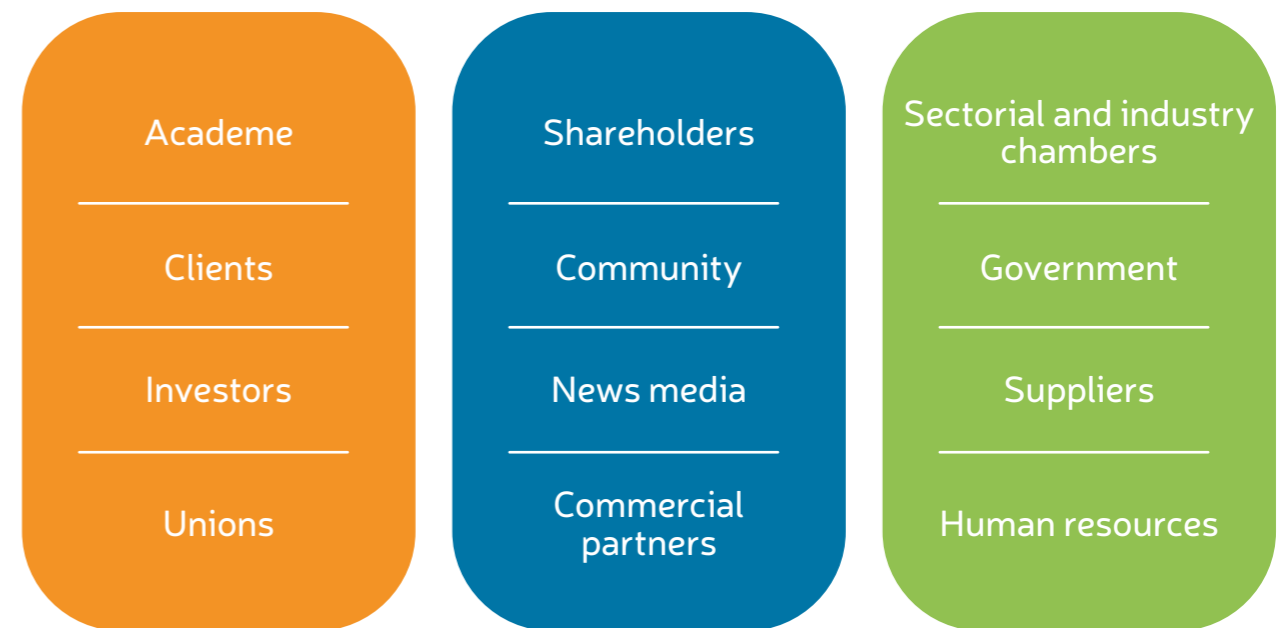 Academe
Clients
Investors
Unions
Shareholders
Community
News media
Commercial
partners
Sectorial and industry
chambers
Government
Suppliers
Human resources